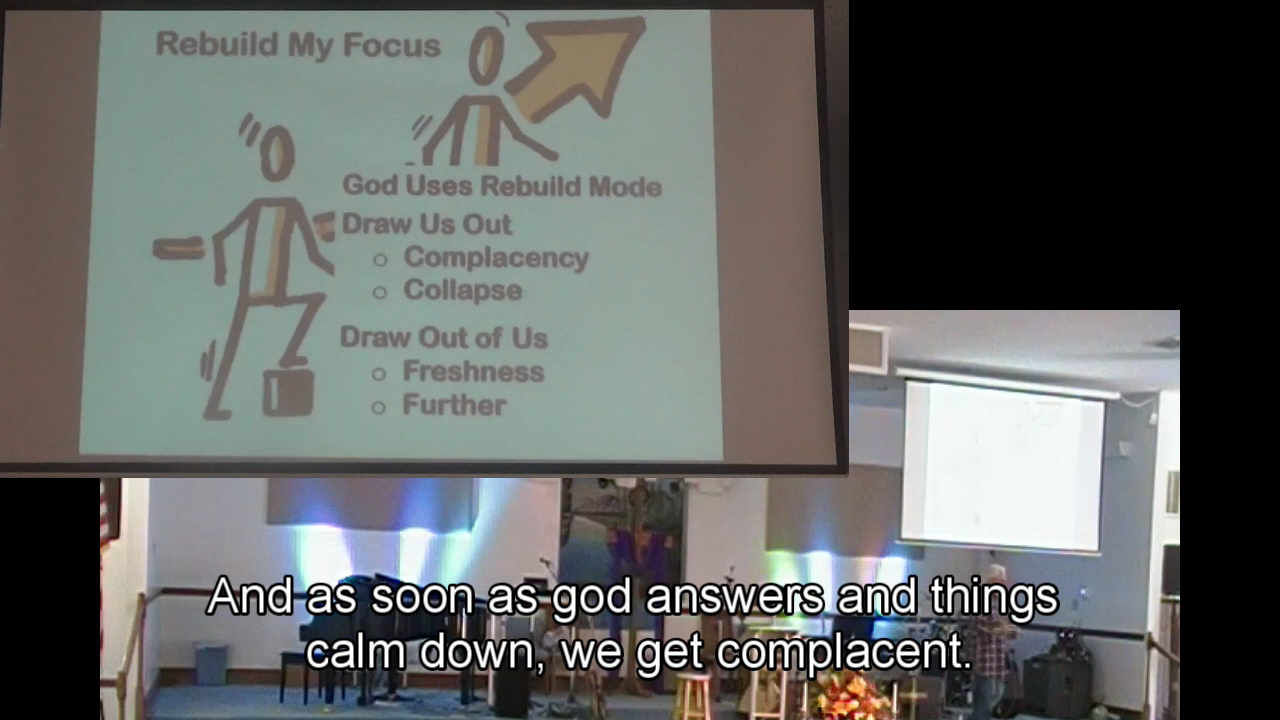 Rebuild My Focus
God Uses Rebuild Mode
Draw Us Out
o Complacency
o Collapse
Draw Out of Us
o Freshness
o Further
And as soon as god answers and things
calm down, we get complacent.